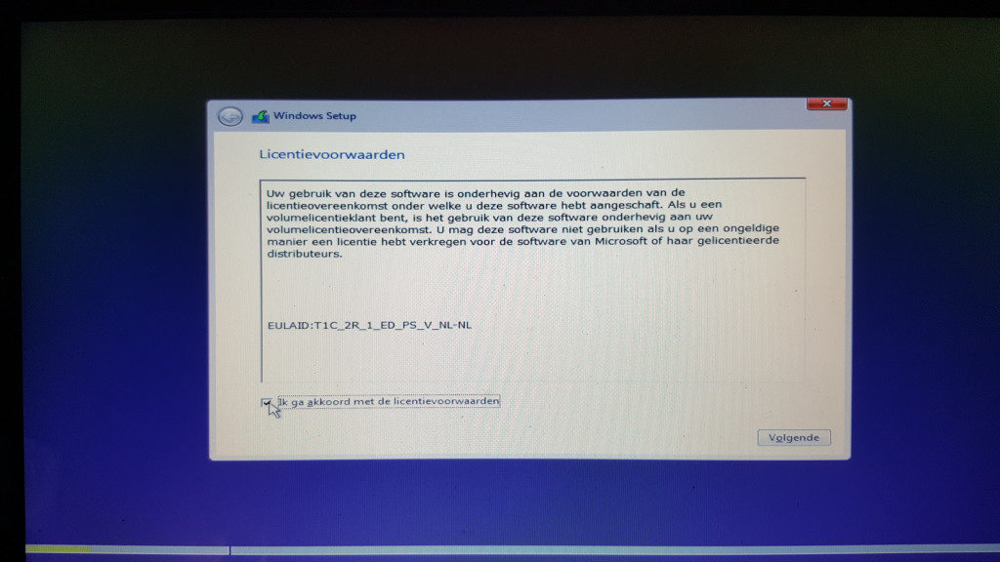 Windows Setup
Licentievoorwaarden
Uw gebruik van deze software is onderhevig aan de voorwaarden van de
licentieovereenkomst onder welke u deze software hebt aangeschaft. Als u een
volumelicentieklant bent, is het gebruik van deze software onderhevig aan uw
volumelicentieovereenkomst. U mag deze software niet gebruiken als u op een ongeldige
manier een licentie hebt verkregen voor de software van Microsoft of haar gelicentieerde
distributeurs.
EULAID:T1C_2R_1_ED_PS_V_NL-NL
Ik ga akkoord met de licentievoorwaarden
Volgende